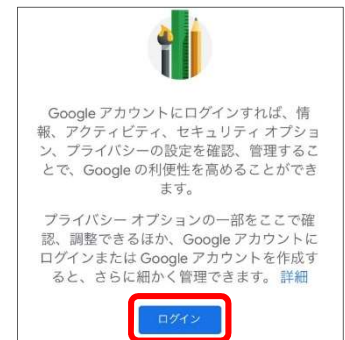 Google アカウントにログインすれば、情
報、アクティビティ、セキュリティ オプショ
ン、プライバシーの設定を確認、管理するこ
とで、Google の利便性を高めることができ
ます。
プライバシー オプションの一部をここで確
認、調整できるほか、Google アカウントに
ログインまたは Google アカウントを作成す
ると、さらに細かく管理できます。 詳細
ログイン